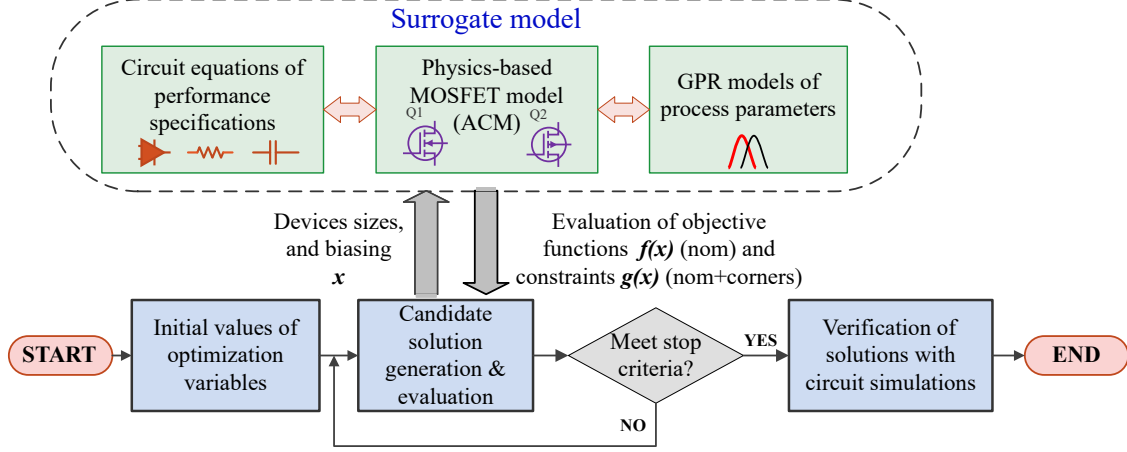 Surrogate model
Circuit equations of
performance
specifications
Physics-based
MOSFET model
(ACM)
Q1
Q2
GPR models of
process parameters
Devices sizes,
and biasing
x
Evaluation of objective
functions f(x) (nom) and
constraints g(x) (nom+corners)
START
Initial values of
optimization
variables
Candidate
solution
generation &
evaluation
Meet stop
criteria?
YES
NO
Verification of
solutions with
circuit simulations
END